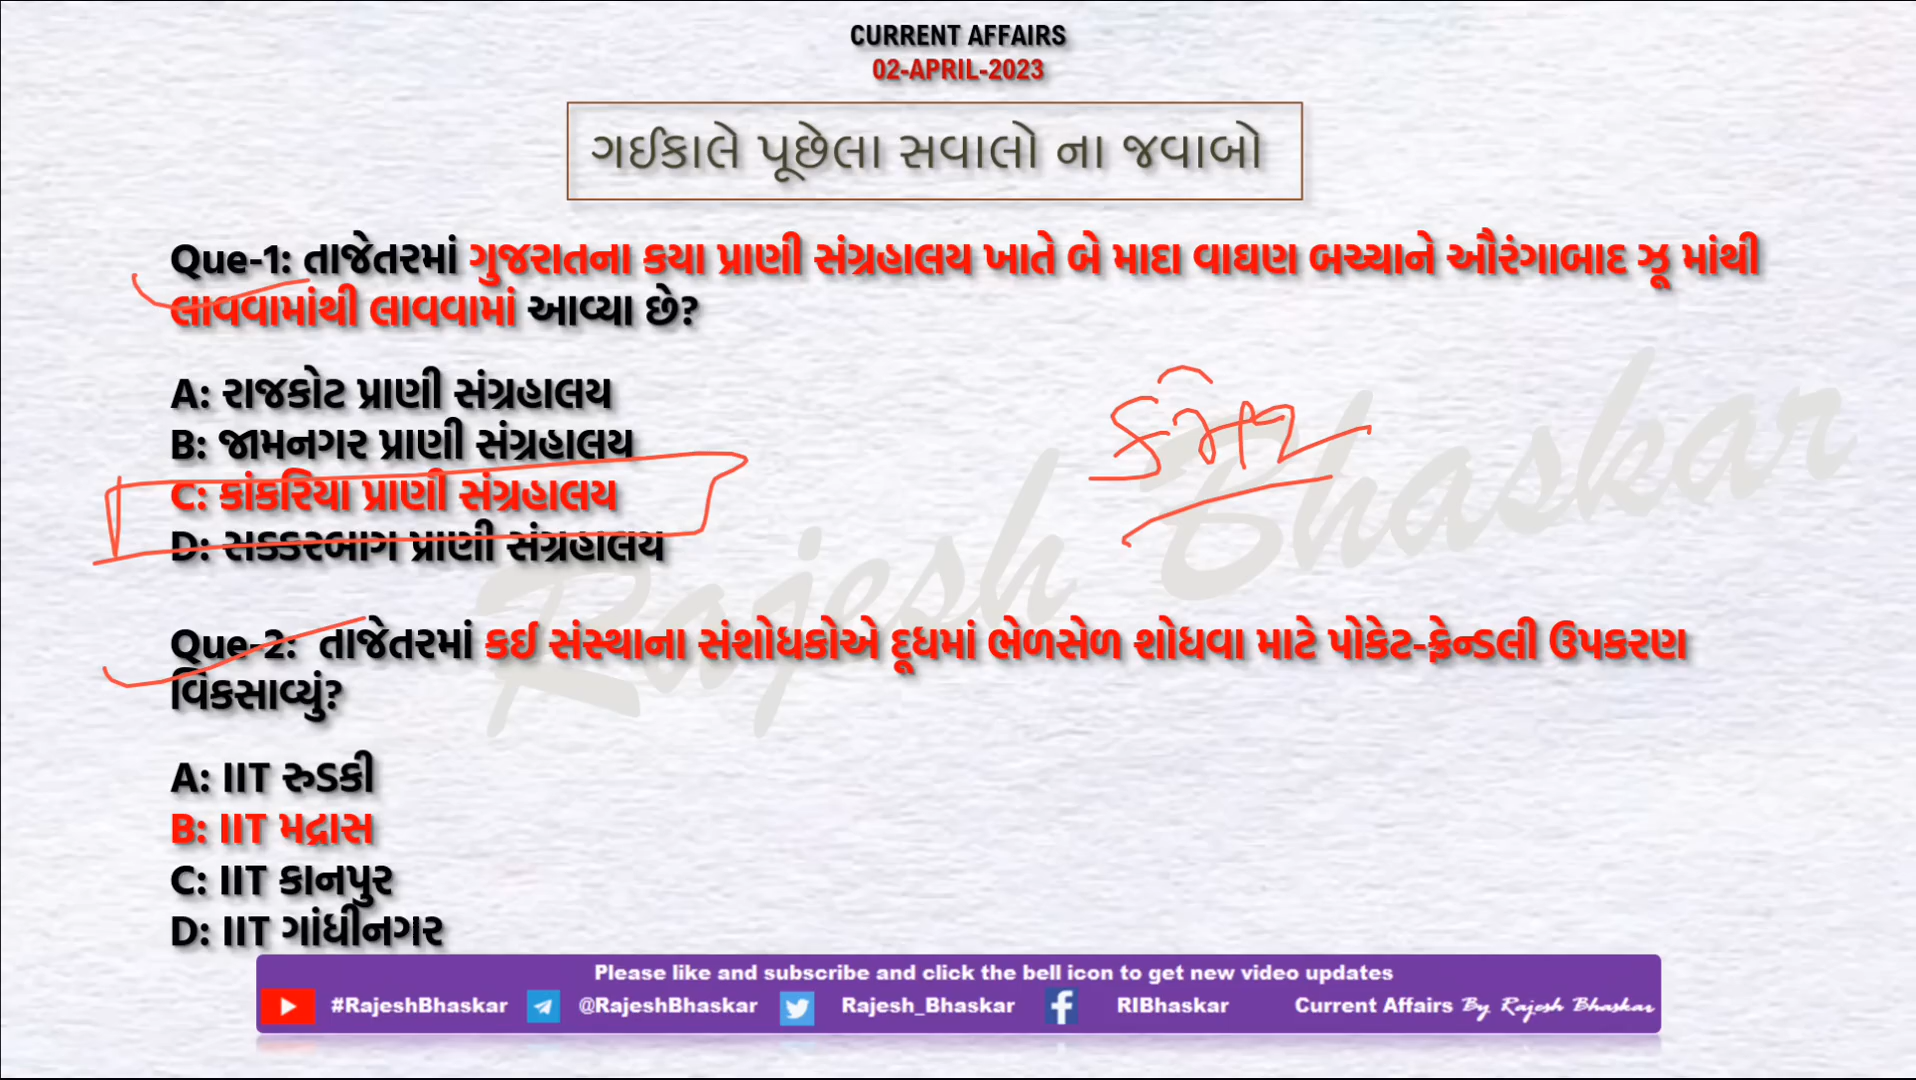 CURRENT AFFAIRS
02-APRIL-2023
ગઈકાલે પૂછેલા સવાલો ના જવાબો
Que-1: તાજેતરમાં ગુજરાતના કયા પ્રાણી સંગ્રહાલય ખાતે બે માદા વાઘણ બચ્ચાને ઔરંગાબાદ ઝૂ માંથી
લાવવામાંથી લાવવામાં આવ્યા છે?
A: રાજકોટ પ્રાણી સંગ્રહાલય
B: જામનગર પ્રાણી સંગ્રહાલય
C: કાંકરિયા પ્રાણી સંગ્રહાલય
D: સક્કરબાગ પ્રાણી સંગ્રહાલય
Rajesh Bhaskar
Que-2: તાજેતરમાં કઈ સંસ્થાના સંશોધકોએ દૂધમાં ભેળસેળ શોધવા માટે પોકેટ-ફ્રેન્ડલી ઉપકરણ
વિકસાવ્યું?
A: IIT રુડકી
B: IIT મદ્રાસ
C: IIT કાનપુર
D: IIT ગાંધીનગર
Please like and subscribe and click the bell icon to get new video updates
#RajeshBhaskar @RajeshBhaskar Rajesh_Bhaskar RIBhaskar Current Affairs By Rajesh Bhaskar